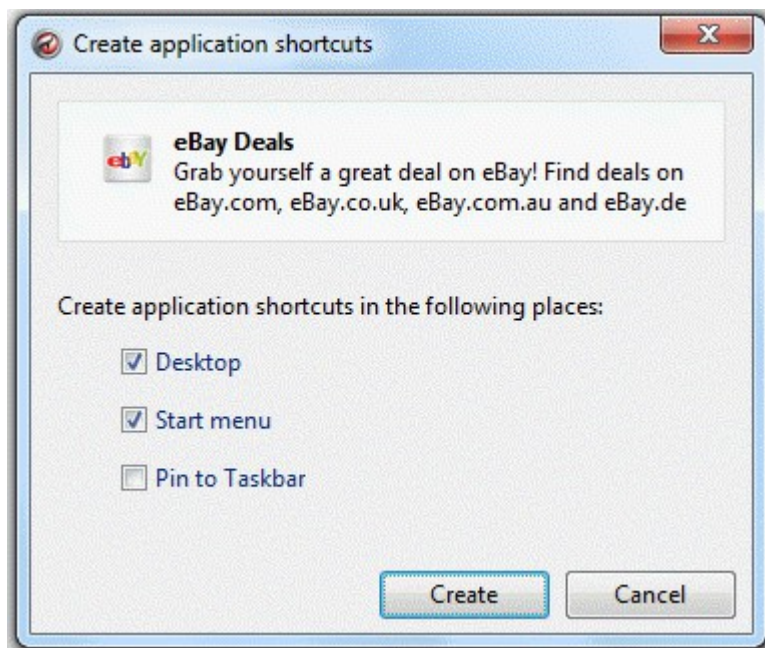 Create application shortcuts
eBay Deals
ebY
Grab yourself a great deal on eBay! Find deals on
eBay.com, eBay.co.uk, eBay.com.au and eBay.de
Create application shortcuts in the following places:
Desktop
Start menu
Pin to Taskbar
Create Cancel